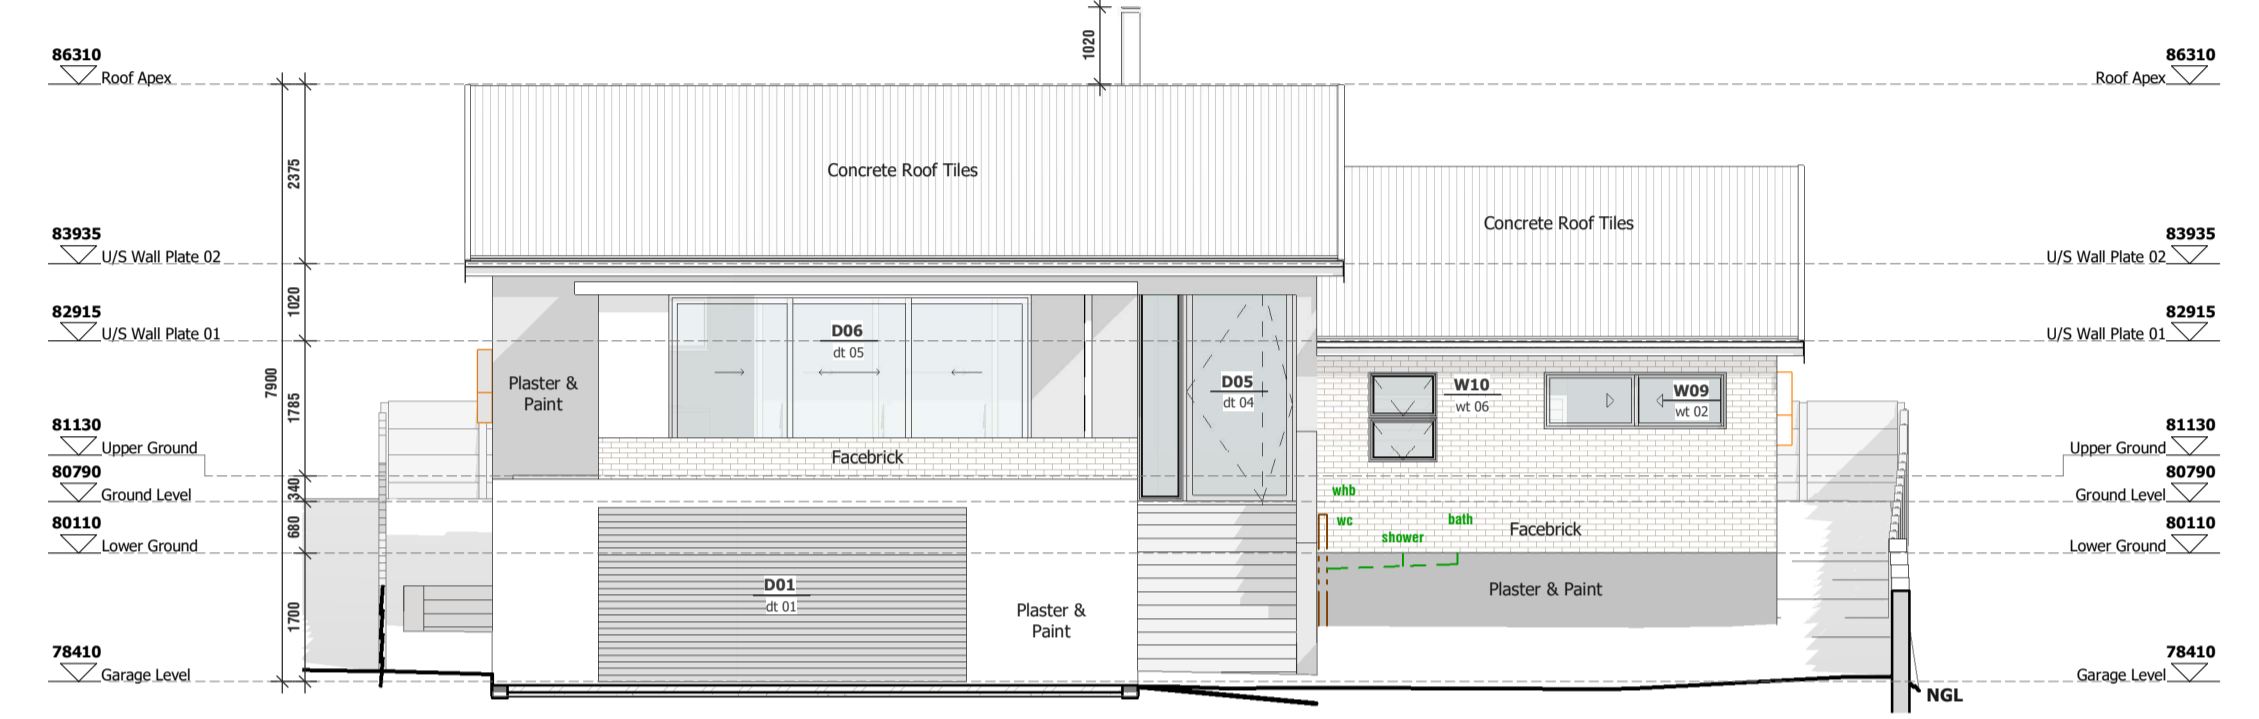 1020
86310
Roof Apex
86310
Roof Apex
2375
Concrete Roof Tiles
Concrete Roof Tiles
83935
U/S Wall Plate 02
83935
U/S Wall Plate 02
1020
82915
U/S Wall Plate 01
82915
U/S Wall Plate 01
D06
dt 05
7900
1785
Plaster &
Paint
D05
dt 04
W10
wt 06
W09
wt 02
81130
Upper Ground
81130
Upper Ground
Facebrick
80790
Ground Level
340
whb
80790
Ground Level
80110
Lower Ground
680
wc
bath
shower
Facebrick
80110
Lower Ground
D01
dt 01
1700
Plaster &
Paint
Plaster & Paint
78410
Garage Level
78410
Garage Level
NGL